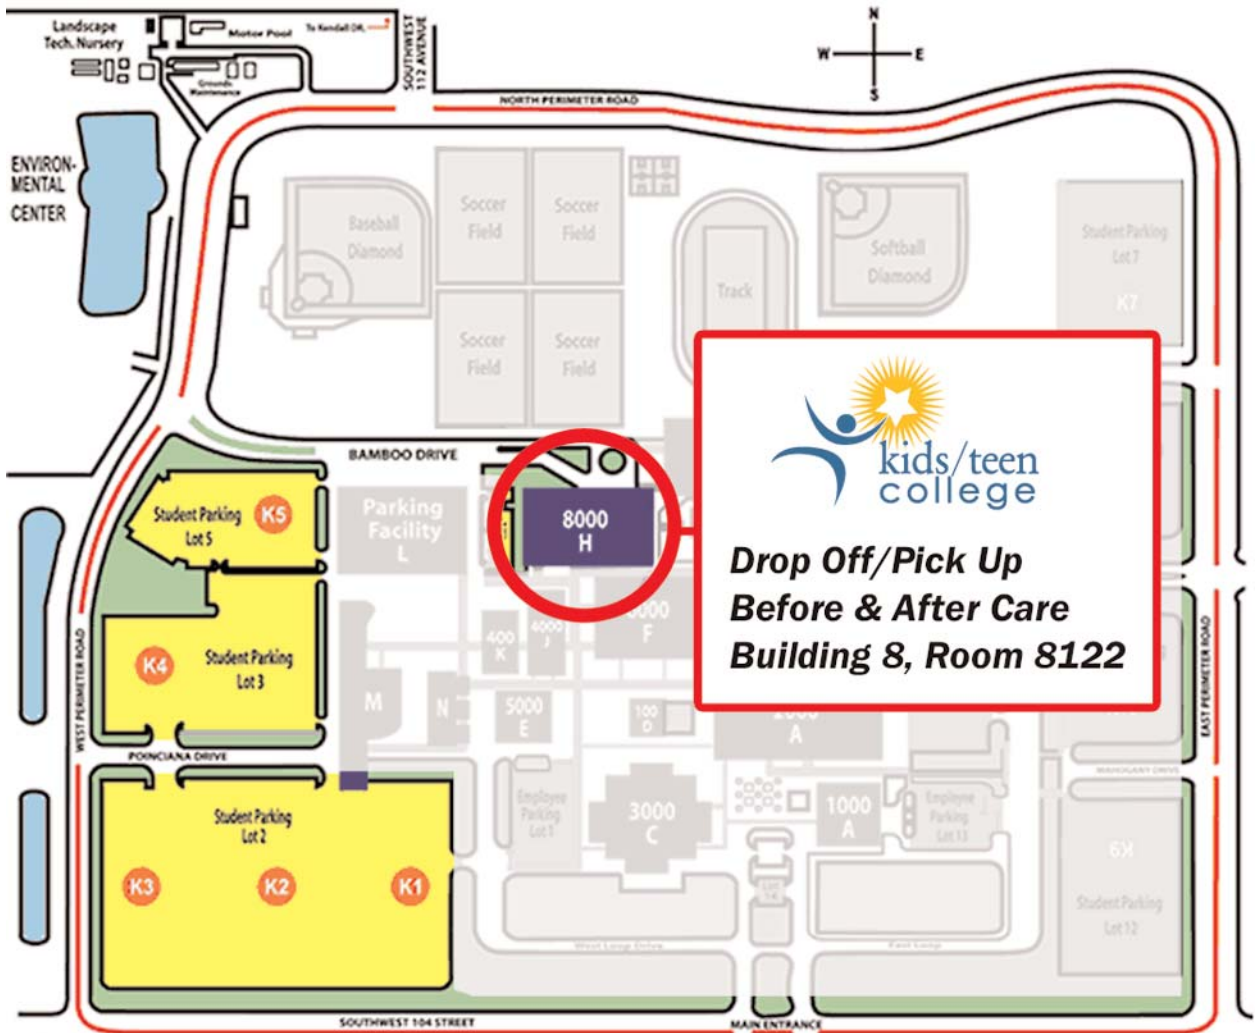 Landscape
Tech. Nursery
Motor Pool
To Kendall DR.
Grounds
Maintenance
SOUTHWEST
112 AVENUE
N
W
E
S
NORTH PERIMETER ROAD
ENVIRON-
MENTAL
CENTER
Baseball
Diamond
Soccer
Field
Soccer
Field
Track
Softball
Diamond
Student Parking
Lot 7
K7
Soccer
Field
Soccer
Field
BAMBOO DRIVE
Student Parking
Lot 5
K5
Parking
Facility
L
8000
H
kids/teen
college
Drop Off/Pick Up
Before & After Care
Building 8, Room 8122
WEST PERIMETER ROAD
K4
Student Parking
Lot 3
400
K
4000
J
F
M
N
5000
E
100
D
A
EAST PERIMETER ROAD
POINCIANA DRIVE
MAHOGANY DRIVE
Student Parking
Lot 2
K3
K2
K1
Employee
Parking
Lot 1
3000
C
1000
A
Employee
Parking
Lot 13
K9
Student Parking
Lot 12
Lot
14
West Loop Drive
East Loop
SOUTHWEST 104 STREET
MAIN ENTRANCE